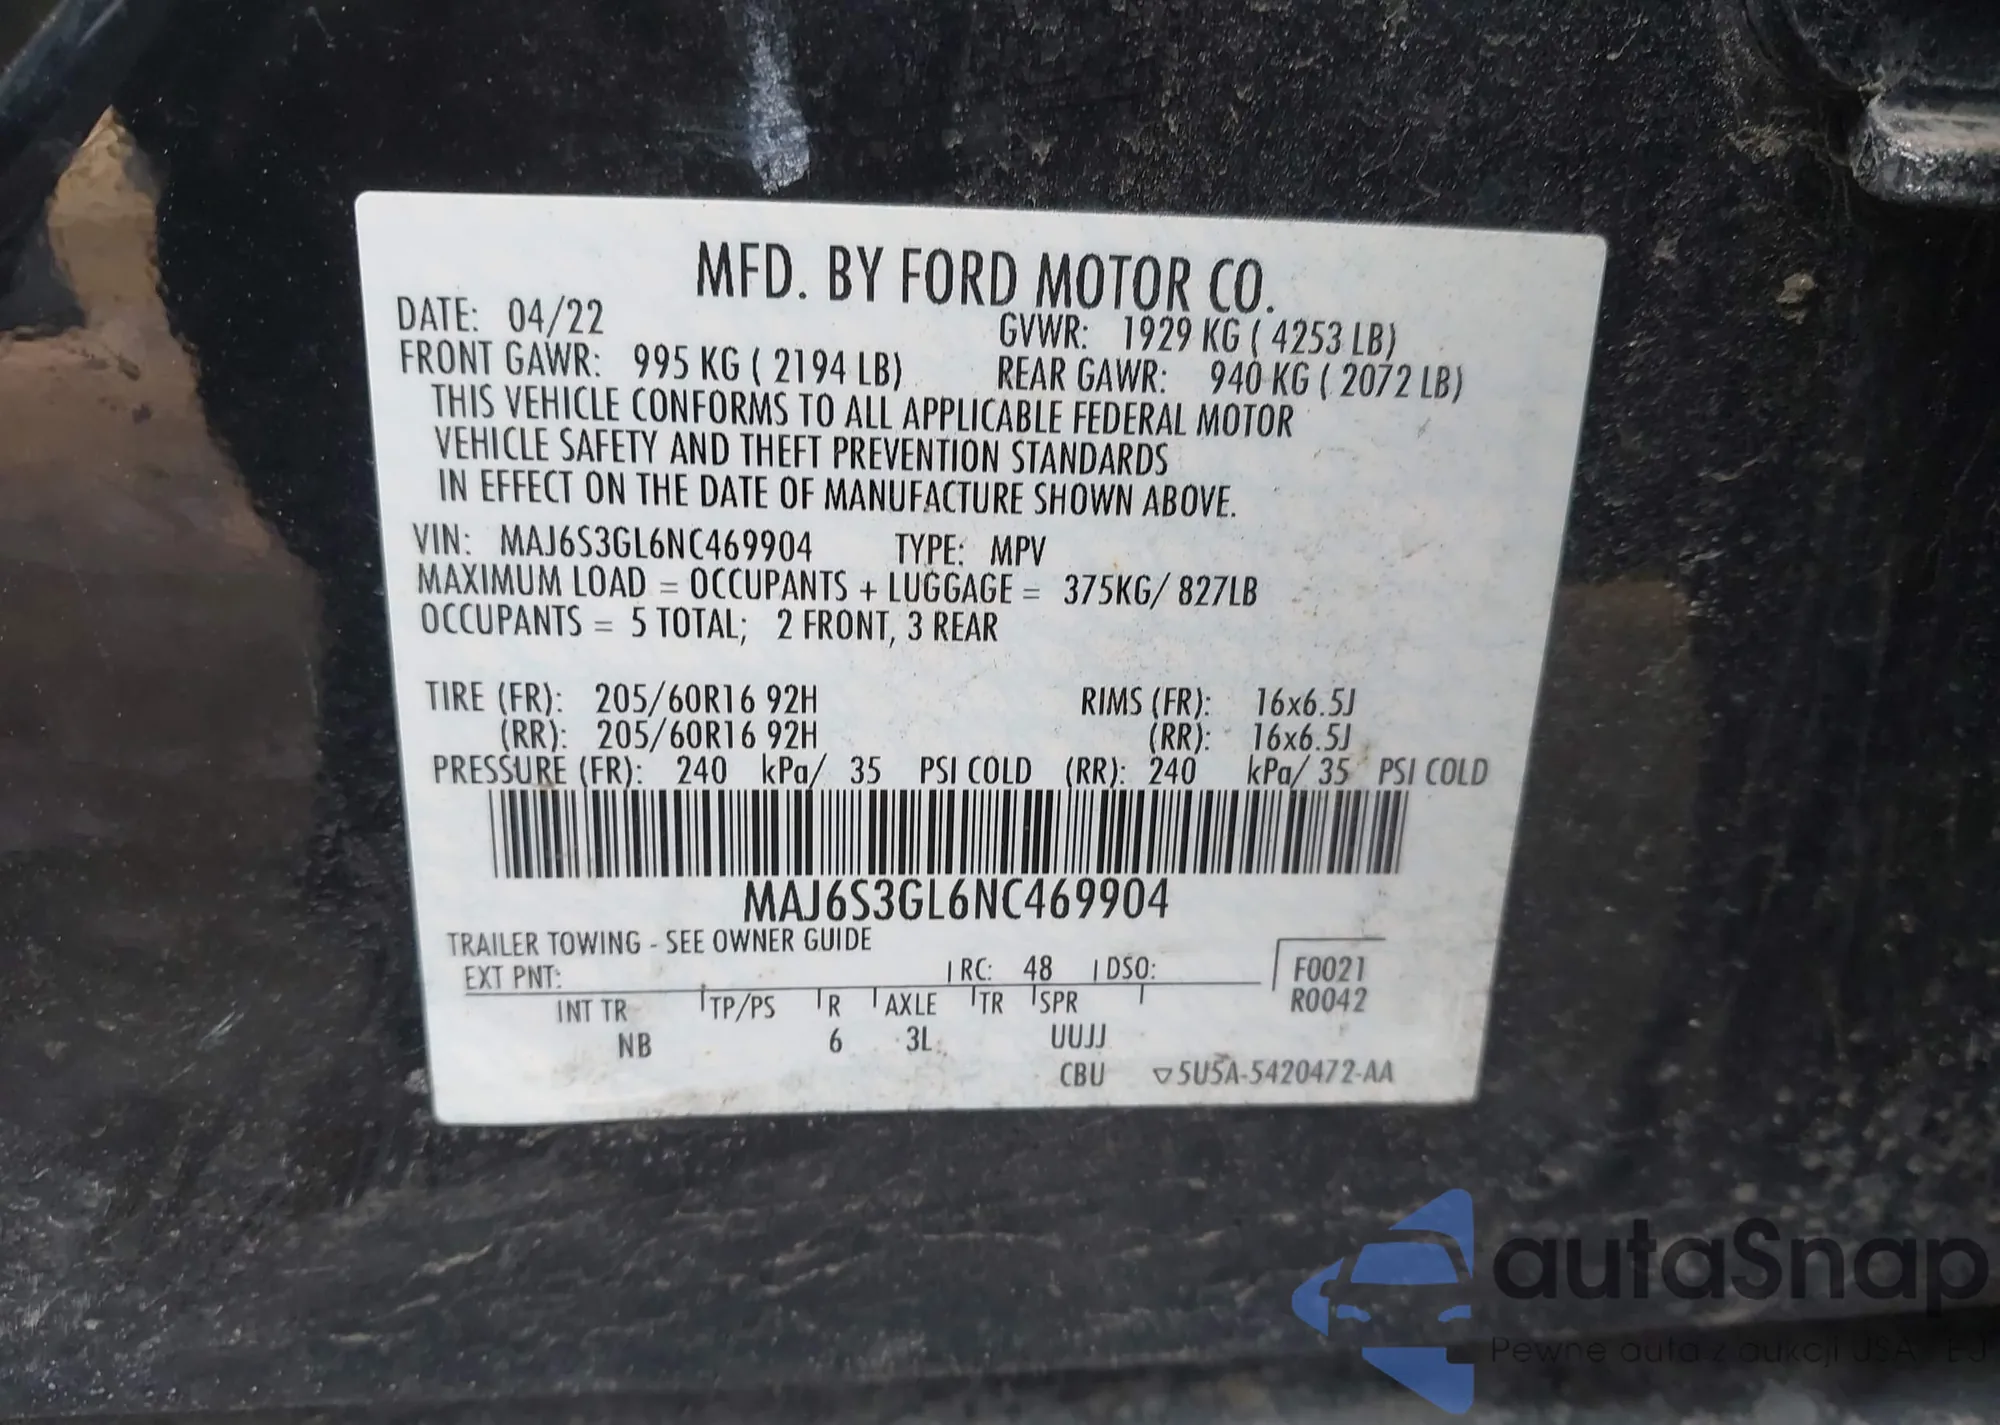 MFD. BY FORD MOTOR CO.
DATE: 04/22 GVWR: 1929 KG ( 4253 LB)
FRONT GAWR: 995 KG ( 2194 LB) REAR GAWR: 940 KG ( 2072 LB)
THIS VEHICLE CONFORMS TO ALL APPLICABLE FEDERAL MOTOR
VEHICLE SAFETY AND THEFT PREVENTION STANDARDS
IN EFFECT ON THE DATE OF MANUFACTURE SHOWN ABOVE.
VIN: MAJ6S3GL6NC469904 TYPE: MPV
MAXIMUM LOAD = OCCUPANTS + LUGGAGE = 375KG/ 827LB
OCCUPANTS = 5 TOTAL; 2 FRONT, 3 REAR
TIRE (FR): 205/60R16 92H RIMS (FR): 16x6.5J
(RR): 205/60R16 92H (RR): 16x6.5J
PRESSURE (FR): 240 kPa/ 35 PSI COLD (RR): 240 kPa/ 35 PSI COLD
MAJ6S3GL6NC469904
TRAILER TOWING - SEE OWNER GUIDE
EXT PNT: RC: 48 DSO: F0021
INT TR TP/PS R AXLE TR SPR R0042
NB 6 3L UUJJ
CBU 5U5A-5420472-AA
autaSnap
Pewne auta z aukcji USA i EJ